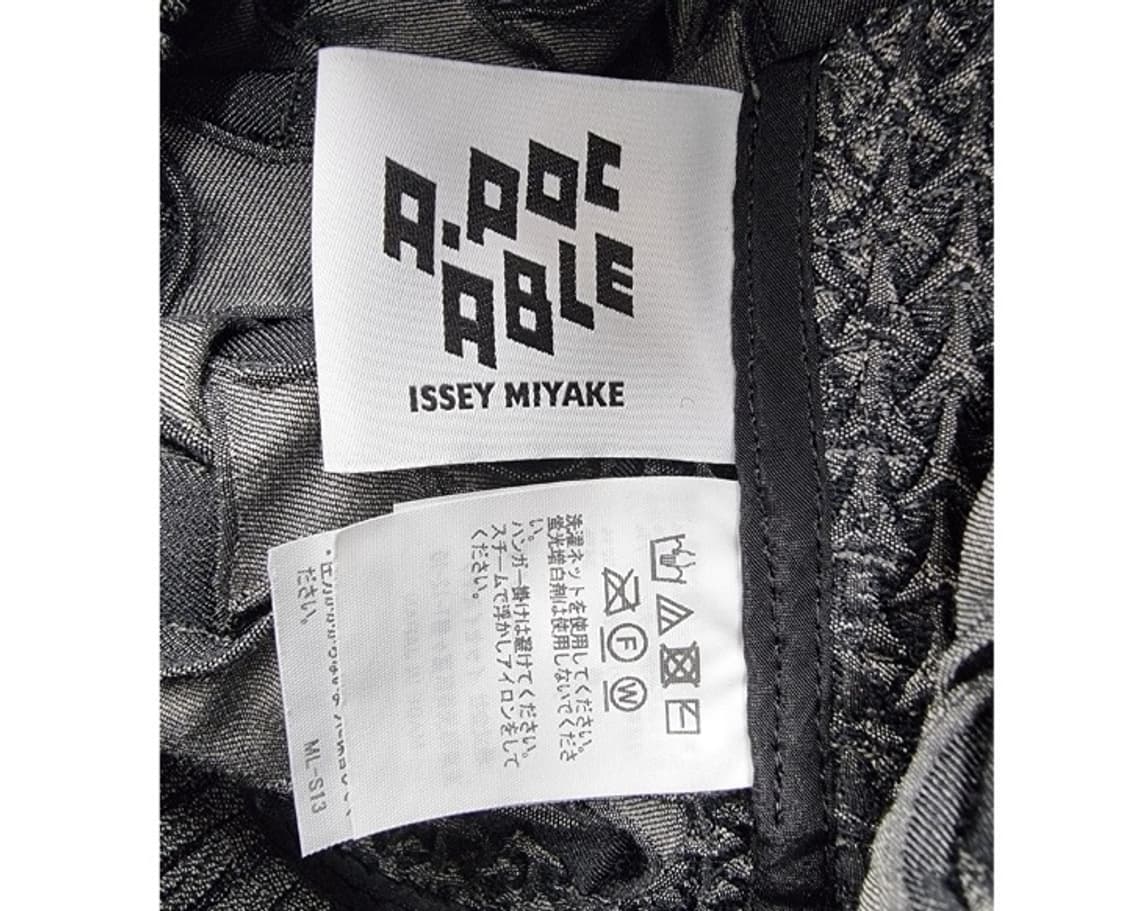 A.POC
ABLE
ISSEY MIYAKE
F
W
洗濯ネットを使用してください。
蛍光増白剤は使用しないでくださ
い。
ハンガー掛けは避けてください。
スチームで浮かしアイロンをして
ください。
ださい。
ML-S13